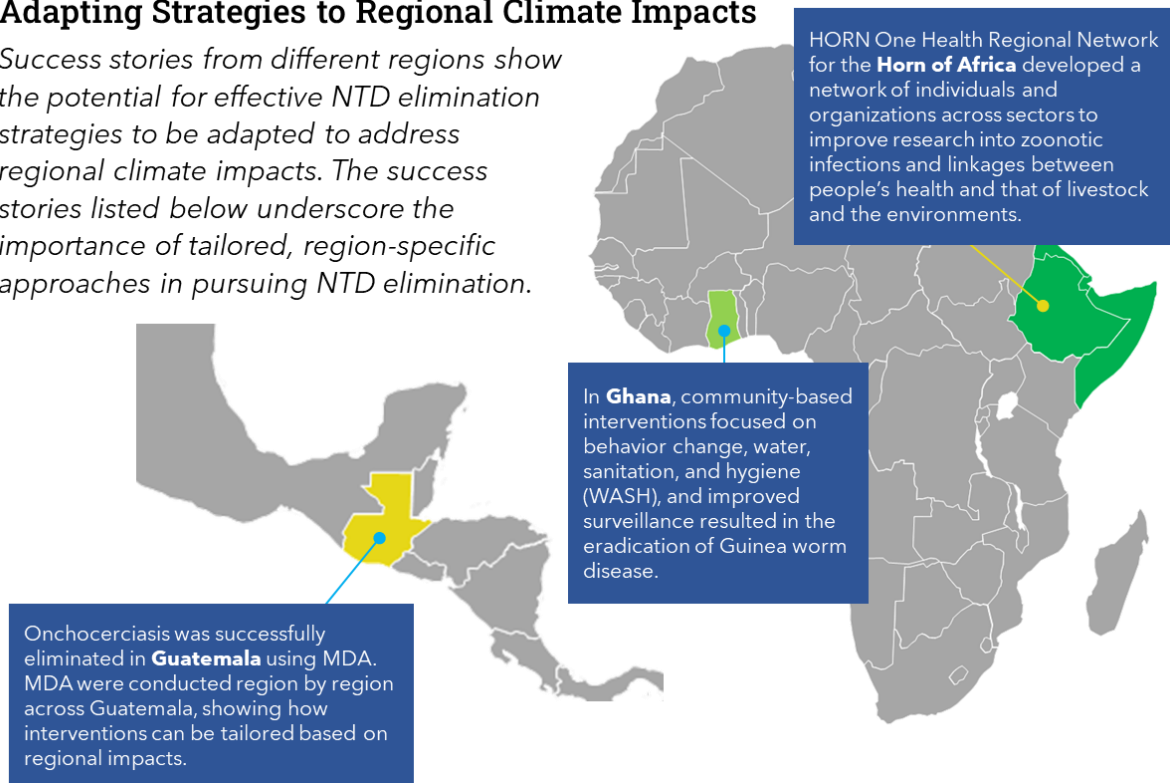 Adapting Strategies to Regional Climate Impacts
Success stories from different regions show
the potential for effective NTD elimination
strategies to be adapted to address
regional climate impacts. The success
stories listed below underscore the
importance of tailored, region-specific
approaches in pursuing NTD elimination.
HORN One Health Regional Network
for the Horn of Africa developed a
network of individuals and
organizations across sectors to
improve research into zoonotic
infections and linkages between
people’s health and that of livestock
and the environments.
In Ghana, community-based
interventions focused on
behavior change, water,
sanitation, and hygiene
(WASH), and improved
surveillance resulted in the
eradication of Guinea worm
disease.
Onchocerciasis was successfully
eliminated in Guatemala using MDA.
MDA were conducted region by region
across Guatemala, showing how
interventions can be tailored based on
regional impacts.